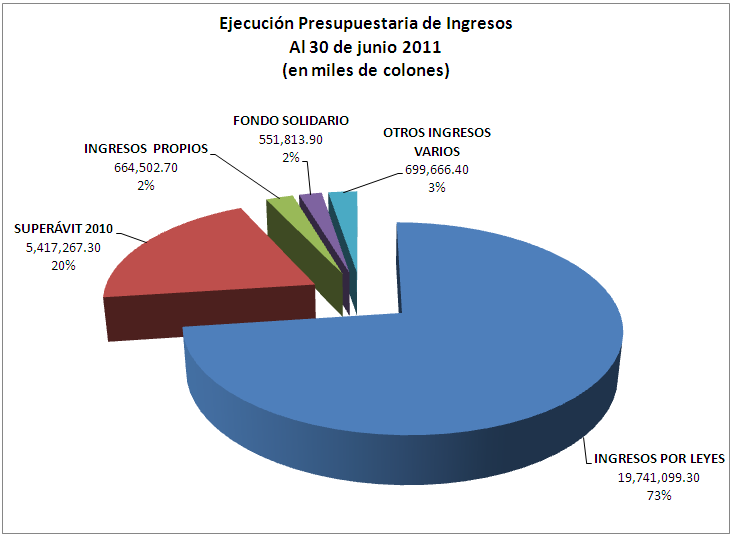 Ejecución Presupuestaria de Ingresos
Al 30 de junio 2011
(en miles de colones)
FONDO SOLIDARIO
551,813.90
2%
OTROS INGRESOS
VARIOS
699,666.40
3%
INGRESOS PROPIOS
664,502.70
2%
SUPERÁVIT 2010
5,417,267.30
20%
INGRESOS POR LEYES
19,741,099.30
73%